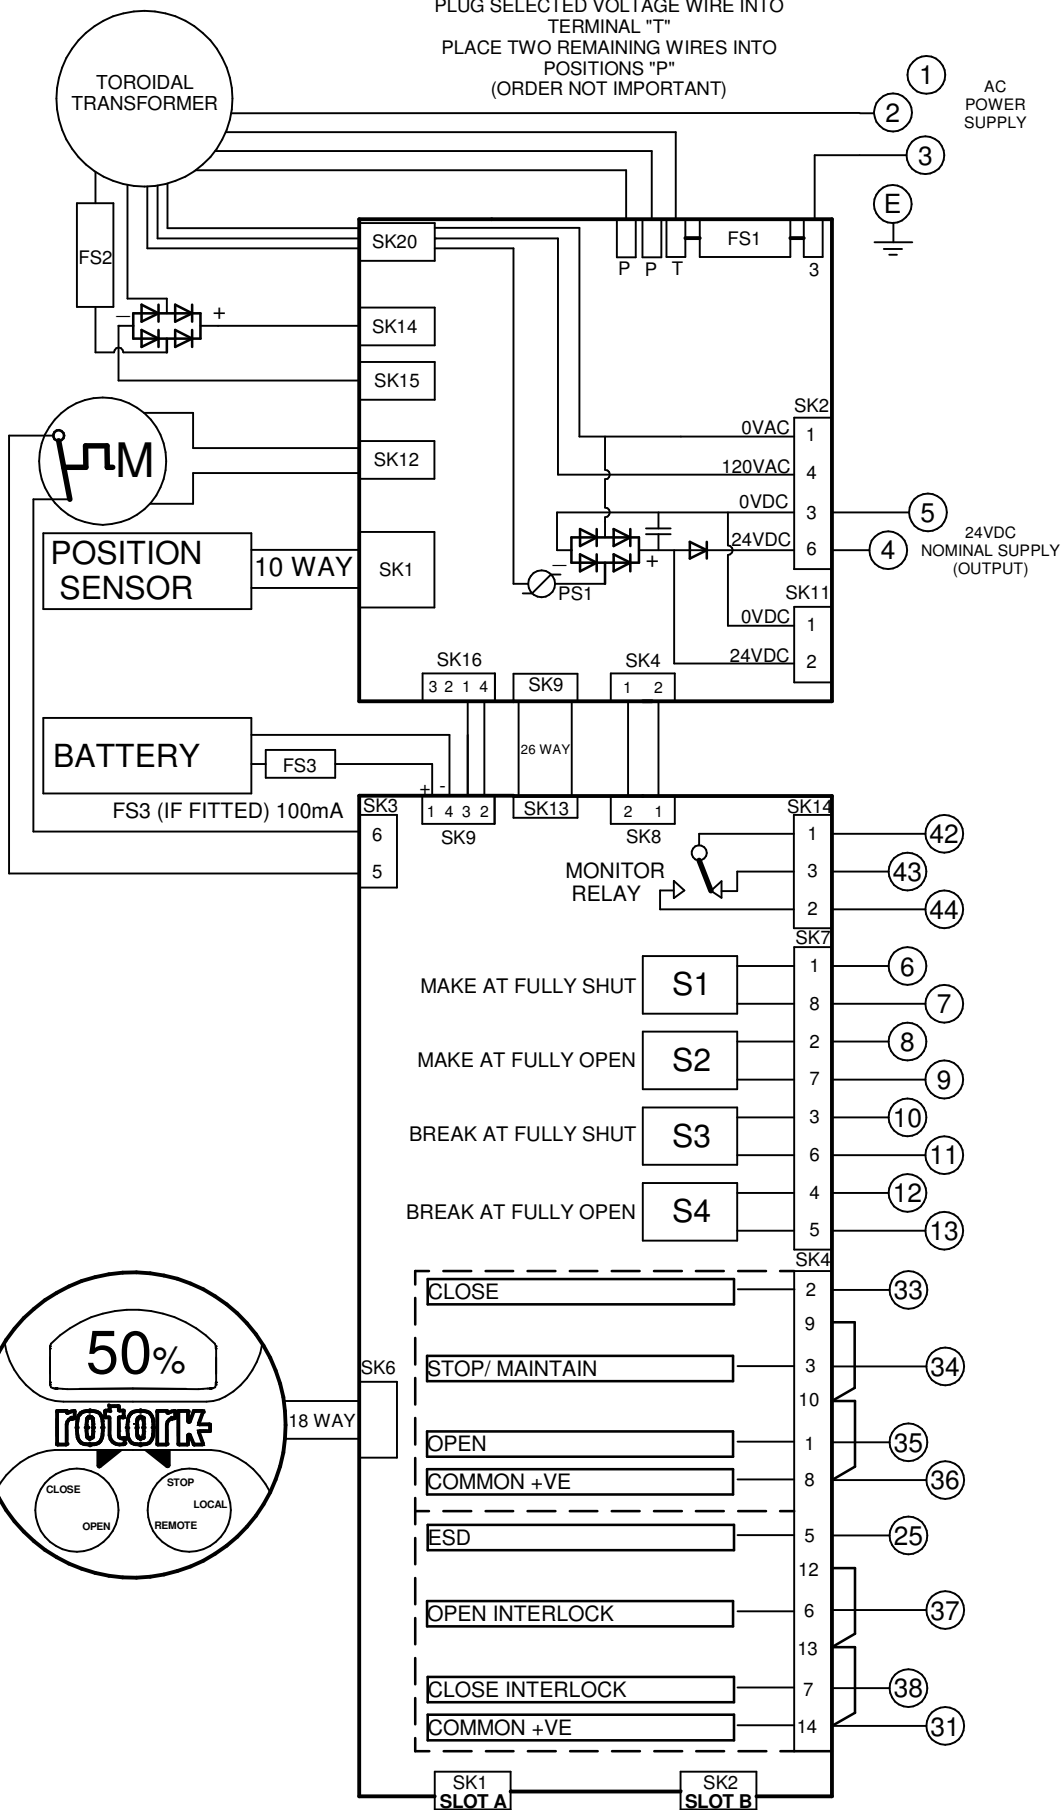 PLUG SELECTED VOLTAGE WIRE INTO
TERMINAL "T"
PLACE TWO REMAINING WIRES INTO
POSITIONS "P"
(ORDER NOT IMPORTANT)
TOROIDAL
TRANSFORMER
1
2
3
E
AC
POWER
SUPPLY
FS2
SK20
P P T
FS1
3
SK14
SK15
SK12
M
SK2
0VAC 1
120VAC 4
0VDC 3
24VDC 6
5
4
24VDC
NOMINAL SUPPLY
(OUTPUT)
POSITION
SENSOR
10 WAY
SK1
PS1
SK11
0VDC 1
24VDC 2
SK16
3 2 1 4
SK9
SK4
1 2
BATTERY
FS3
26 WAY
FS3 (IF FITTED) 100mA
+ -
SK3
6
5
1 4 3 2
SK9
SK13
2 1
SK8
SK14
MONITOR
RELAY
1 42
3 43
2 44
SK7
MAKE AT FULLY SHUT S1
1 6
8 7
MAKE AT FULLY OPEN S2
2 8
7 9
BREAK AT FULLY SHUT S3
3 10
6 11
BREAK AT FULLY OPEN S4
4 12
5 13
SK4
CLOSE 2 33
9
STOP/ MAINTAIN 3 34
10
OPEN 1 35
COMMON +VE 8 36
ESD 5 25
12
OPEN INTERLOCK 6 37
13
CLOSE INTERLOCK 7 38
COMMON +VE 14 31
50%
rotork
CLOSE
OPEN
STOP
LOCAL
REMOTE
18 WAY
SK6
SK1
SLOT A
SK2
SLOT B